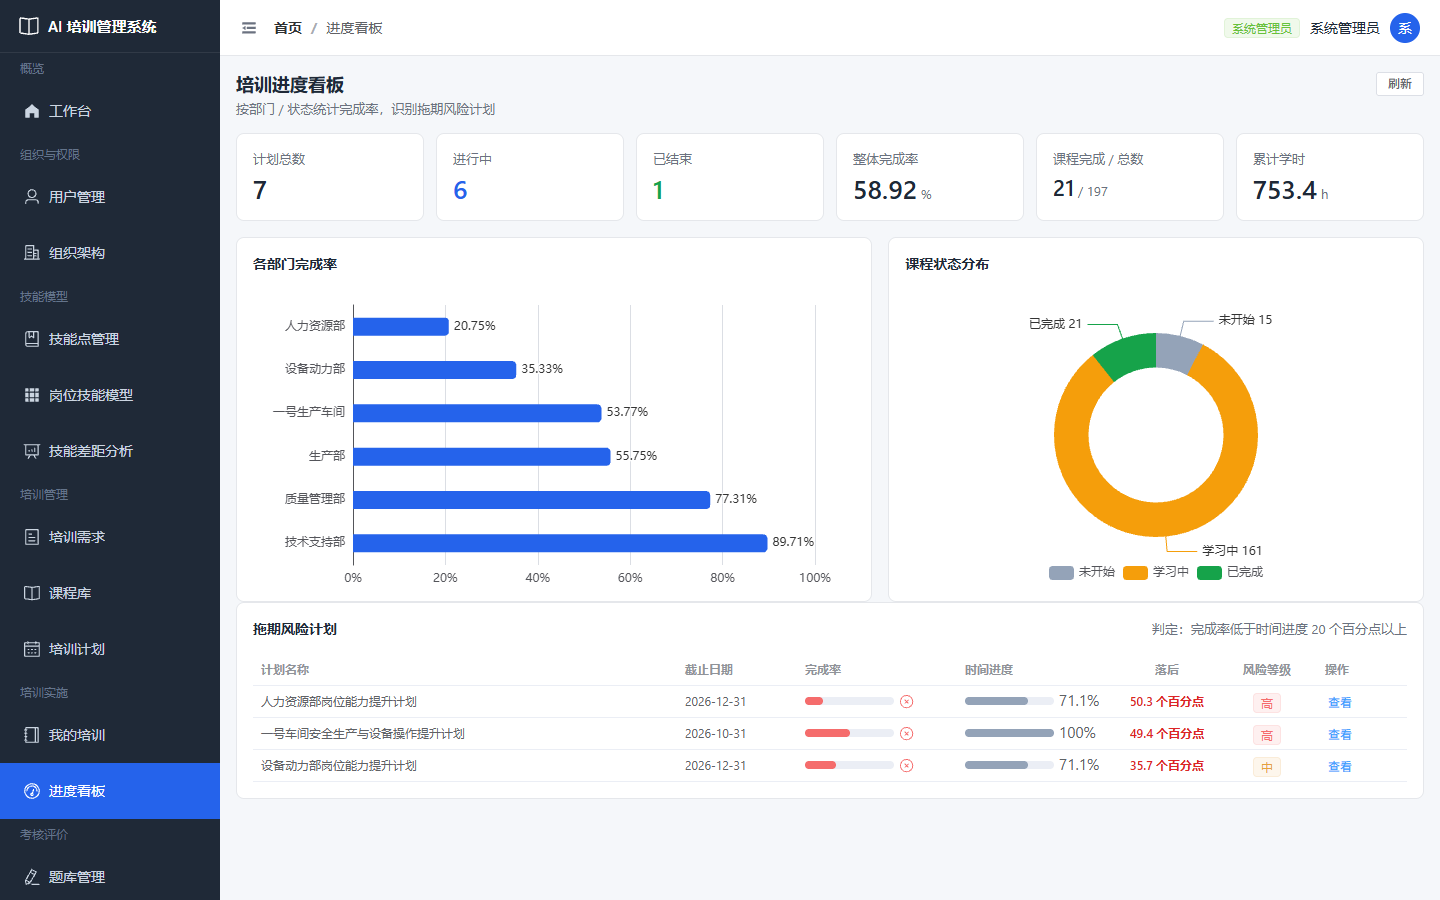 AI 培训管理系统
概览
工作台
组织与权限
用户管理
组织架构
技能模型
技能点管理
岗位技能模型
技能差距分析
培训管理
培训需求
课程库
培训计划
培训实施
我的培训
进度看板
考核评价
题库管理
首页 / 进度看板
系统管理员 系统管理员 系
培训进度看板
刷新
按部门 / 状态统计完成率，识别拖期风险计划
计划总数
7
进行中
6
已结束
1
整体完成率
58.92 %
课程完成 / 总数
21 / 197
累计学时
753.4 h
各部门完成率
人力资源部 20.75%
设备动力部 35.33%
一号生产车间 53.77%
生产部 55.75%
质量管理部 77.31%
技术支持部 89.71%
0% 20% 40% 60% 80% 100%
课程状态分布
已完成 21
未开始 15
学习中 161
未开始 学习中 已完成
拖期风险计划
判定：完成率低于时间进度 20 个百分点以上
计划名称 截止日期 完成率 时间进度 落后 风险等级 操作
人力资源部岗位能力提升计划 2026-12-31 71.1% 50.3 个百分点 高 查看
一号车间安全生产与设备操作提升计划 2026-10-31 100% 49.4 个百分点 高 查看
设备动力部岗位能力提升计划 2026-12-31 71.1% 35.7 个百分点 中 查看